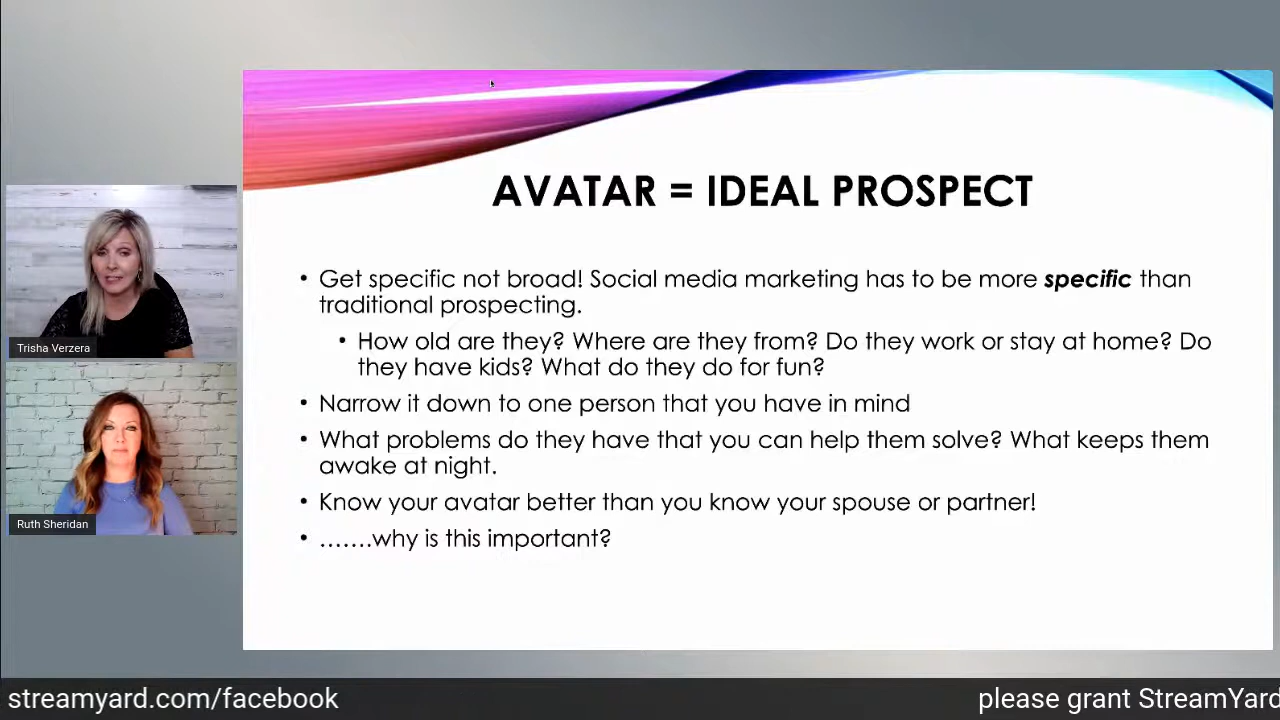 AVATAR = IDEAL PROSPECT
• Get specific not broad! Social media marketing has to be more specific than
traditional prospecting.
• How old are they? Where are they from? Do they work or stay at home? Do
they have kids? What do they do for fun?
• Narrow it down to one person that you have in mind
• What problems do they have that you can help them solve? What keeps them
awake at night.
• Know your avatar better than you know your spouse or partner!
• …….why is this important?
Trisha Verzera
Ruth Sheridan
streamyard.com/facebook
please grant StreamYard